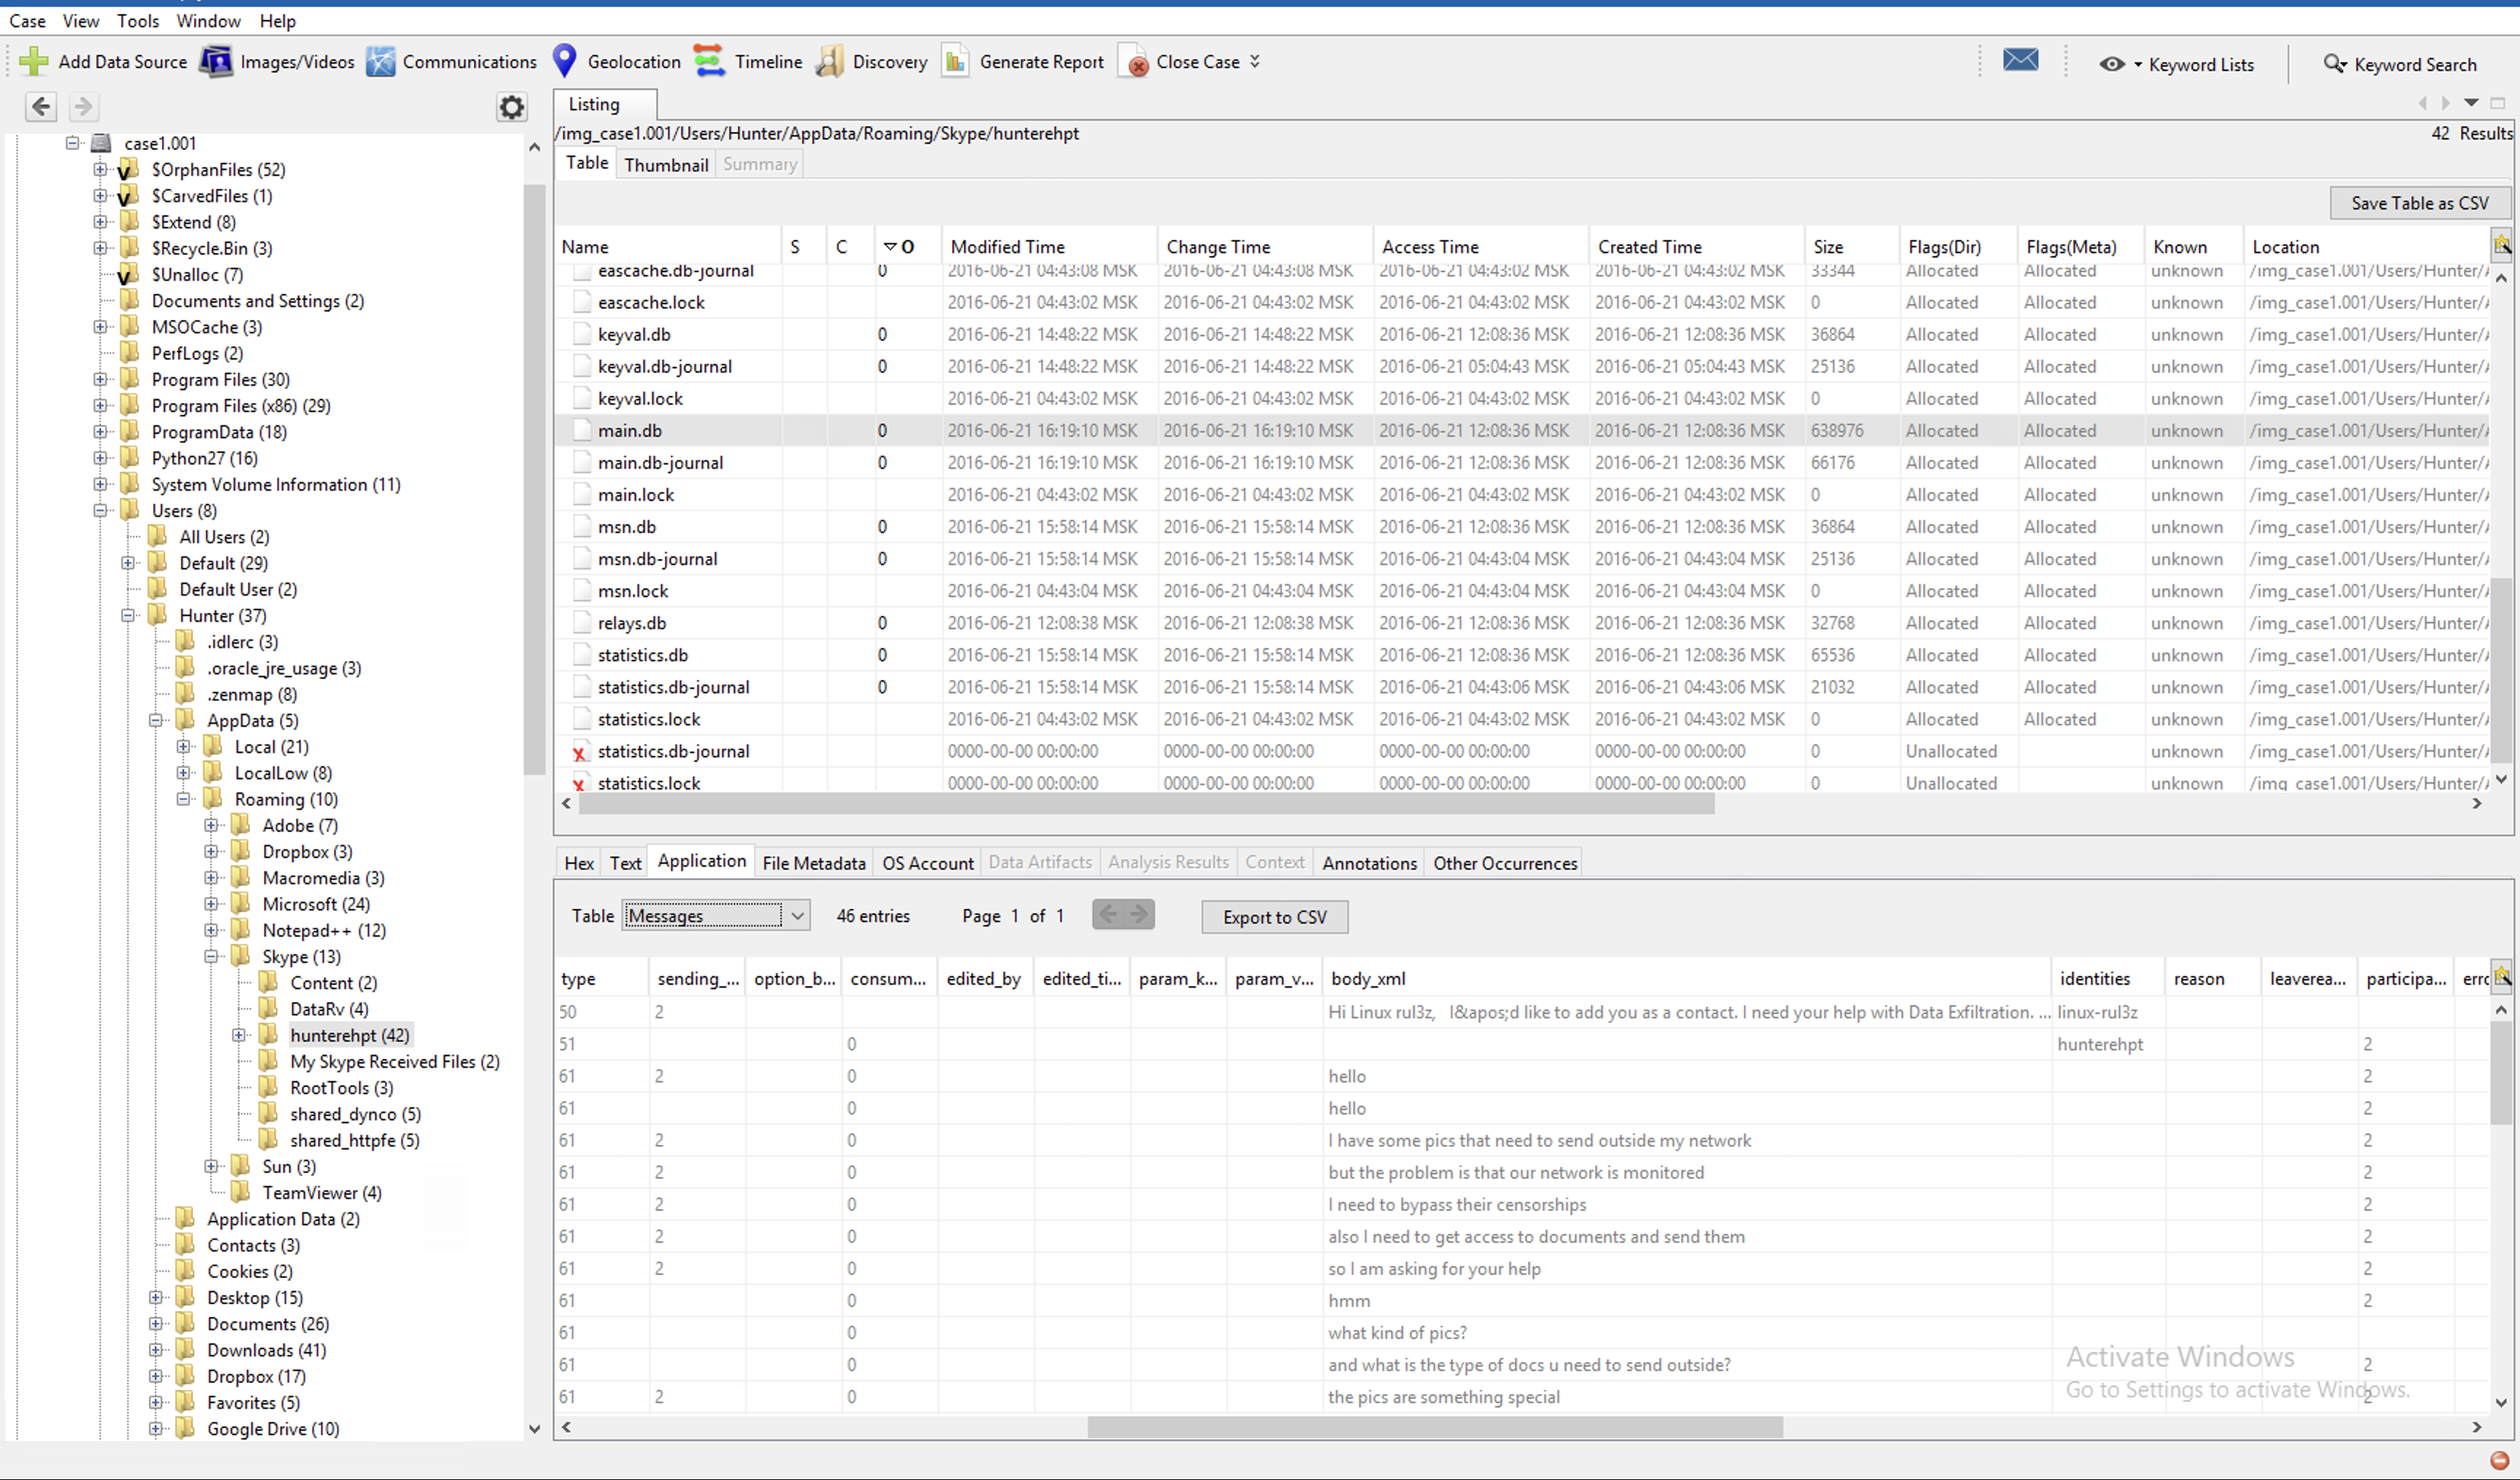 Case View Tools Window Help
Add Data Source Images/Videos Communications Geolocation Timeline Discovery Generate Report Close Case Keyword Lists Keyword Search
case1.001
$OrphanFiles (52)
$CarvedFiles (1)
$Extend (8)
$Recycle.Bin (3)
$Unalloc (7)
Documents and Settings (2)
MSOCache (3)
PerfLogs (2)
Program Files (30)
Program Files (x86) (29)
ProgramData (18)
Python27 (16)
System Volume Information (11)
Users (8)
All Users (2)
Default (29)
Default User (2)
Hunter (37)
.idlerc (3)
.oracle_jre_usage (3)
.zenmap (8)
AppData (5)
Local (21)
LocalLow (8)
Roaming (10)
Adobe (7)
Dropbox (3)
Macromedia (3)
Microsoft (24)
Notepad++ (12)
Skype (13)
Content (2)
DataRv (4)
hunterehpt (42)
My Skype Received Files (2)
RootTools (3)
shared_dynco (5)
shared_httpfe (5)
Sun (3)
TeamViewer (4)
Application Data (2)
Contacts (3)
Cookies (2)
Desktop (15)
Documents (26)
Downloads (41)
Dropbox (17)
Favorites (5)
Google Drive (10)
Listing
/img_case1.001/Users/Hunter/AppData/Roaming/Skype/hunterehpt 42 Results
Table Thumbnail Summary
Save Table as CSV
Name S C O Modified Time Change Time Access Time Created Time Size Flags(Dir) Flags(Meta) Known Location
eascache.db-journal 0 2016-06-21 04:43:08 MSK 2016-06-21 04:43:08 MSK 2016-06-21 04:43:02 MSK 2016-06-21 04:43:02 MSK 33344 Allocated Allocated unknown /img_case1.001/Users/Hunter/
eascache.lock 2016-06-21 04:43:02 MSK 2016-06-21 04:43:02 MSK 2016-06-21 04:43:02 MSK 2016-06-21 04:43:02 MSK 0 Allocated Allocated unknown /img_case1.001/Users/Hunter/
keyval.db 0 2016-06-21 14:48:22 MSK 2016-06-21 14:48:22 MSK 2016-06-21 12:08:36 MSK 2016-06-21 12:08:36 MSK 36864 Allocated Allocated unknown /img_case1.001/Users/Hunter/
keyval.db-journal 0 2016-06-21 14:48:22 MSK 2016-06-21 14:48:22 MSK 2016-06-21 05:04:43 MSK 2016-06-21 05:04:43 MSK 25136 Allocated Allocated unknown /img_case1.001/Users/Hunter/
keyval.lock 2016-06-21 04:43:02 MSK 2016-06-21 04:43:02 MSK 2016-06-21 04:43:02 MSK 2016-06-21 04:43:02 MSK 0 Allocated Allocated unknown /img_case1.001/Users/Hunter/
main.db 0 2016-06-21 16:19:10 MSK 2016-06-21 16:19:10 MSK 2016-06-21 12:08:36 MSK 2016-06-21 12:08:36 MSK 638976 Allocated Allocated unknown /img_case1.001/Users/Hunter/
main.db-journal 0 2016-06-21 16:19:10 MSK 2016-06-21 16:19:10 MSK 2016-06-21 12:08:36 MSK 2016-06-21 12:08:36 MSK 66176 Allocated Allocated unknown /img_case1.001/Users/Hunter/
main.lock 2016-06-21 04:43:02 MSK 2016-06-21 04:43:02 MSK 2016-06-21 04:43:02 MSK 2016-06-21 04:43:02 MSK 0 Allocated Allocated unknown /img_case1.001/Users/Hunter/
msn.db 0 2016-06-21 15:58:14 MSK 2016-06-21 15:58:14 MSK 2016-06-21 12:08:36 MSK 2016-06-21 12:08:36 MSK 36864 Allocated Allocated unknown /img_case1.001/Users/Hunter/
msn.db-journal 0 2016-06-21 15:58:14 MSK 2016-06-21 15:58:14 MSK 2016-06-21 04:43:04 MSK 2016-06-21 04:43:04 MSK 25136 Allocated Allocated unknown /img_case1.001/Users/Hunter/
msn.lock 2016-06-21 04:43:04 MSK 2016-06-21 04:43:04 MSK 2016-06-21 04:43:04 MSK 2016-06-21 04:43:04 MSK 0 Allocated Allocated unknown /img_case1.001/Users/Hunter/
relays.db 0 2016-06-21 12:08:38 MSK 2016-06-21 12:08:38 MSK 2016-06-21 12:08:36 MSK 2016-06-21 12:08:36 MSK 32768 Allocated Allocated unknown /img_case1.001/Users/Hunter/
statistics.db 0 2016-06-21 15:58:14 MSK 2016-06-21 15:58:14 MSK 2016-06-21 12:08:36 MSK 2016-06-21 12:08:36 MSK 65536 Allocated Allocated unknown /img_case1.001/Users/Hunter/
statistics.db-journal 0 2016-06-21 15:58:14 MSK 2016-06-21 15:58:14 MSK 2016-06-21 04:43:06 MSK 2016-06-21 04:43:06 MSK 21032 Allocated Allocated unknown /img_case1.001/Users/Hunter/
statistics.lock 2016-06-21 04:43:02 MSK 2016-06-21 04:43:02 MSK 2016-06-21 04:43:02 MSK 2016-06-21 04:43:02 MSK 0 Allocated Allocated unknown /img_case1.001/Users/Hunter/
statistics.db-journal 0000-00-00 00:00:00 0000-00-00 00:00:00 0000-00-00 00:00:00 0000-00-00 00:00:00 0 Unallocated unknown /img_case1.001/Users/Hunter/
statistics.lock 0000-00-00 00:00:00 0000-00-00 00:00:00 0000-00-00 00:00:00 0000-00-00 00:00:00 0 Unallocated unknown /img_case1.001/Users/Hunter/
Hex Text Application File Metadata OS Account Data Artifacts Analysis Results Context Annotations Other Occurrences
Table Messages 46 entries Page 1 of 1 Export to CSV
type sending_... option_b... consum... edited_by edited_ti... param_k... param_v... body_xml identities reason leaverea... participa... errc
50 2 Hi Linux rul3z, I&apos;d like to add you as a contact. I need your help with Data Exfiltration. ... linux-rul3z
51 0 hunterehpt 2
61 2 0 hello 2
61 0 hello 2
61 2 0 I have some pics that need to send outside my network 2
61 2 0 but the problem is that our network is monitored 2
61 2 0 I need to bypass their censorships 2
61 2 0 also I need to get access to documents and send them 2
61 2 0 so I am asking for your help 2
61 0 hmm 2
61 0 what kind of pics?
61 0 and what is the type of docs u need to send outside? 2
61 2 0 the pics are something special 2
Activate Windows
Go to Settings to activate Windows.